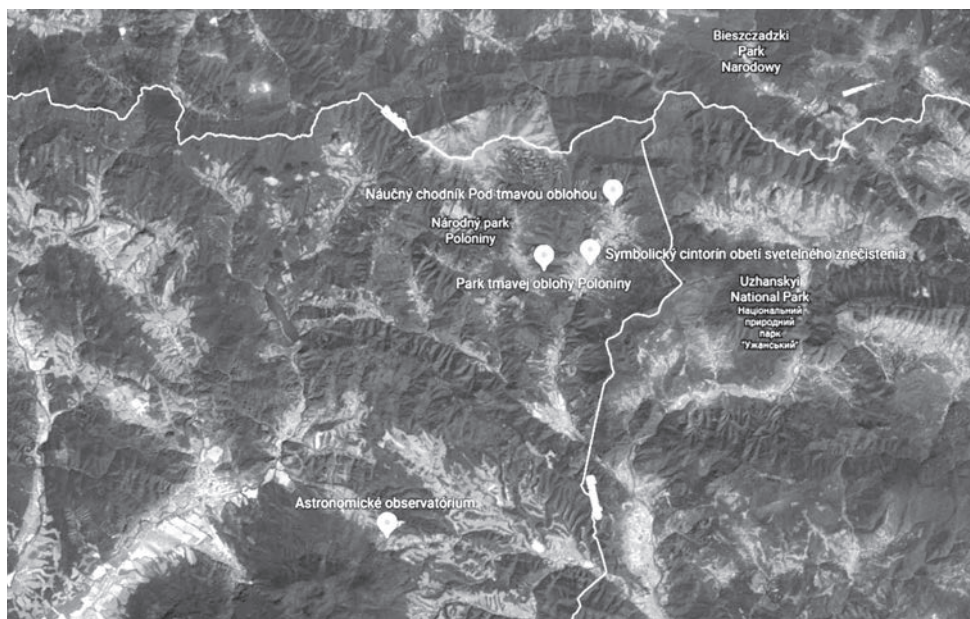 Bieszczadzki
Park
Narodowy
Náučný chodník Pod tmavou oblohou
Národný park
Poloniny
Symbolický cintorín obetí svetelného znečistenia
Park tmavej oblohy Poloniny
Uzhanskyi
National Park
Национальний
природний
парк
"Ужанський"
Astronomické observatórium